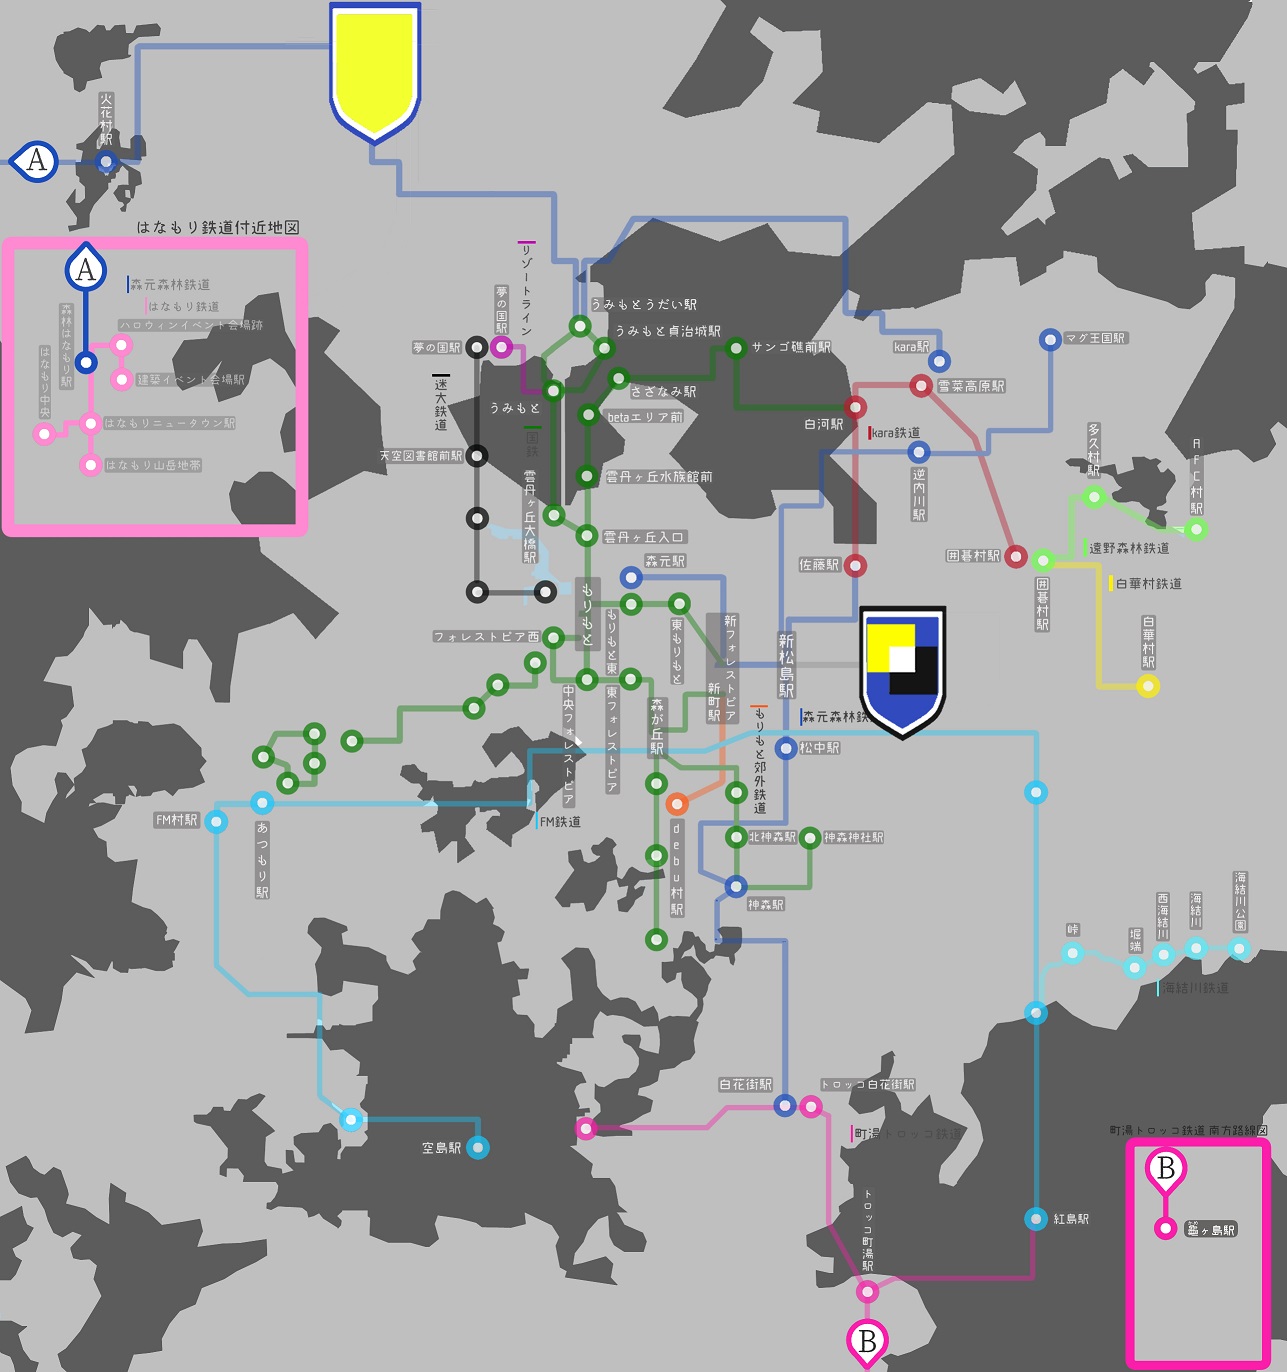 火花村駅
A
はなもり鉄道付近地図
A
森元森林鉄道
はなもり鉄道
森林はなもり駅
ハロウィンイベント会場跡
はなもり中央
建築イベント会場駅
はなもりニュータウン駅
はなもり山岳地帯
リゾートライン
夢の国駅
夢の国駅
うみもとうだい駅
うみもと貞治城駅
サンゴ礁前駅
kara駅
マグ王国駅
迷大鉄道
うみもと
さざなみ駅
雪菜高原駅
betaエリア前
白河駅
kara鉄道
国鉄
天空図書館前駅
雲丹ヶ丘大橋駅
雲丹ヶ丘水族館前
逆内川駅
多久村駅
AFC村駅
雲丹ヶ丘入口
森元駅
佐藤駅
囲碁村駅
遠野森林鉄道
囲碁村駅
白華村鉄道
もりもと
もりもと東
東もりもと
新フォレストピア
新松島駅
白華村駅
フォレストピア西
中央フォレストピア
東フォレストピア
森が丘駅
新町駅
もりもと郊外鉄道
森元森林鉄
松中駅
FM村駅
あつもり駅
FM鉄道
debu村駅
北神森駅
神森神社駅
神森駅
峠
堀端
西海結川
海結川
海結川公園
海結川鉄道
白花街駅
トロッコ白花街駅
町湯トロッコ鉄道
空島駅
トロッコ町湯駅
紅島駅
B
町湯トロッコ鉄道 南方路線図
B
龜ヶ島駅